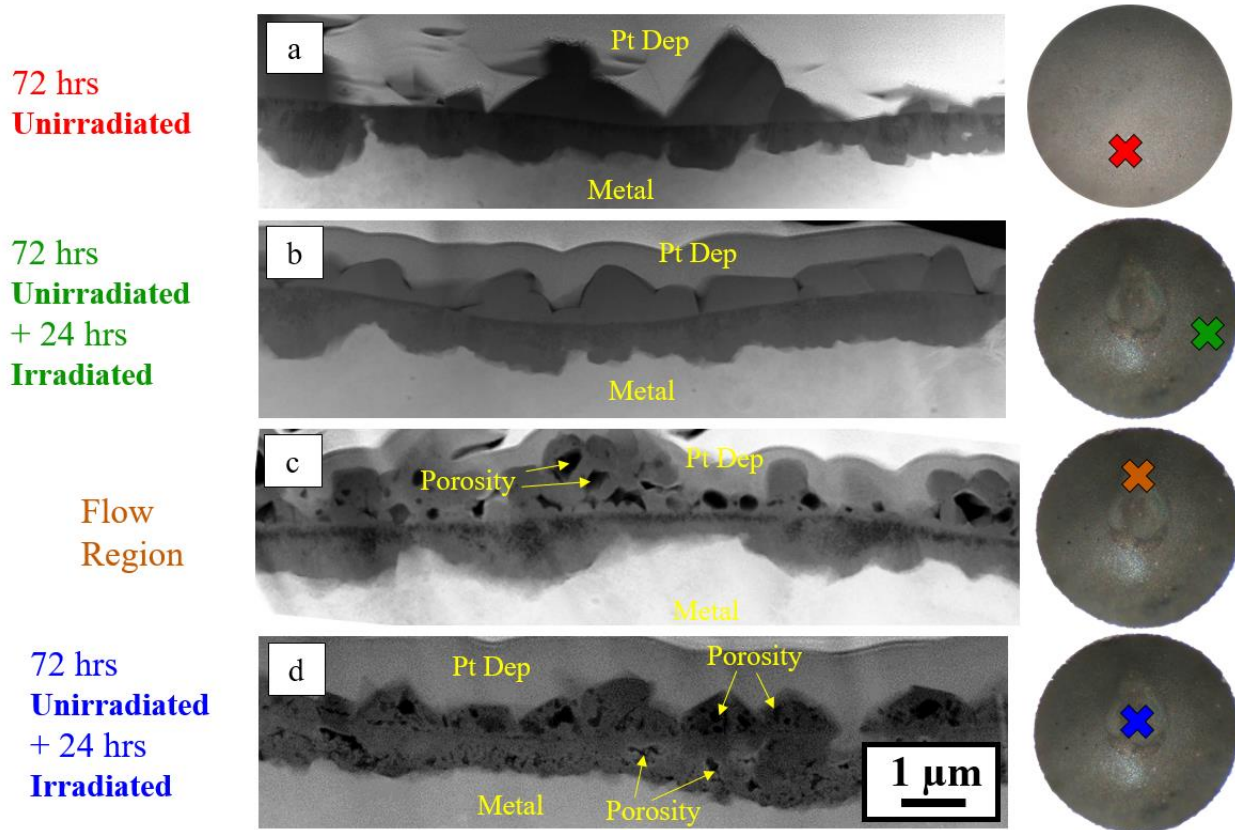 72 hrs
Unirradiated
a
Pt Dep
Metal
72 hrs
Unirradiated
+ 24 hrs
Irradiated
b
Pt Dep
Metal
Flow
Region
c
Porosity
Pt Dep
Metal
72 hrs
Unirradiated
+ 24 hrs
Irradiated
d
Pt Dep
Porosity
Metal
Porosity
1 µm